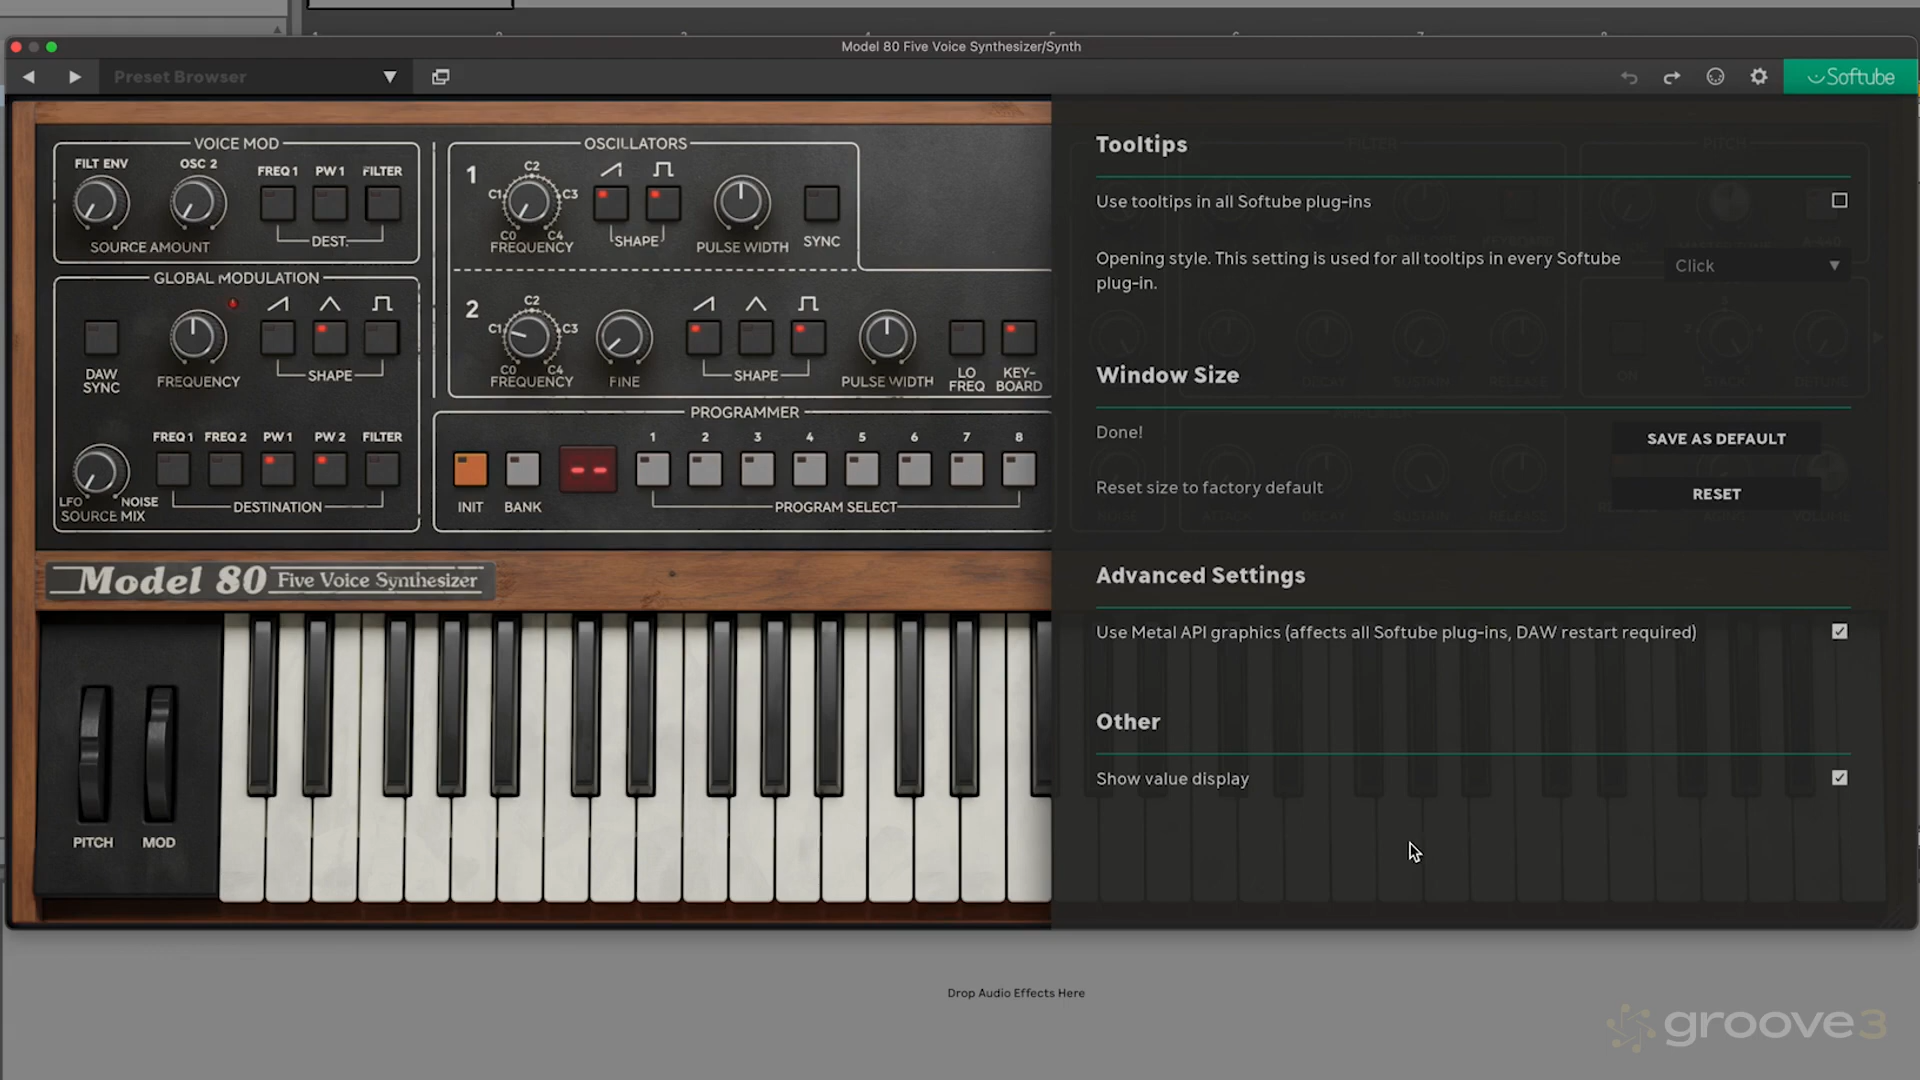 Model 80 Five Voice Synthesizer/Synth
Preset Browser
Softube
VOICE MOD
FILT ENV OSC 2 FREQ 1 PW 1 FILTER
SOURCE AMOUNT DEST.
OSCILLATORS
1 C0 C1 C2 C3 C4
FREQUENCY SHAPE PULSE WIDTH SYNC
GLOBAL MODULATION
DAW SYNC FREQUENCY SHAPE
2 C0 C1 C2 C3 C4
FREQUENCY FINE SHAPE PULSE WIDTH LO FREQ KEY-BOARD
FREQ 1 FREQ 2 PW 1 PW 2 FILTER
LFO NOISE
SOURCE MIX DESTINATION
PROGRAMMER
1 2 3 4 5 6 7 8
INIT BANK -- PROGRAM SELECT
Model 80 Five Voice Synthesizer
PITCH MOD
Tooltips
Use tooltips in all Softube plug-ins
Opening style. This setting is used for all tooltips in every Softube
plug-in.
Click
Window Size
Done!
SAVE AS DEFAULT
Reset size to factory default
RESET
Advanced Settings
Use Metal API graphics (affects all Softube plug-ins, DAW restart required)
Other
Show value display
Drop Audio Effects Here
groove3